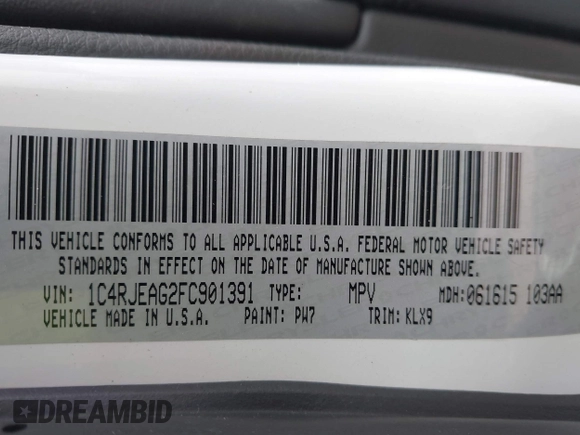 THIS VEHICLE CONFORMS TO ALL APPLICABLE U.S.A. FEDERAL MOTOR VEHICLE SAFETY
STANDARDS IN EFFECT ON THE DATE OF MANUFACTURE SHOWN ABOVE.
VIN: 1C4RJEAG2FC901391 TYPE: MPV MDH: 061615 103AA
VEHICLE MADE IN U.S.A. PAINT: PW7 TRIM: KLX9
DREAMBID